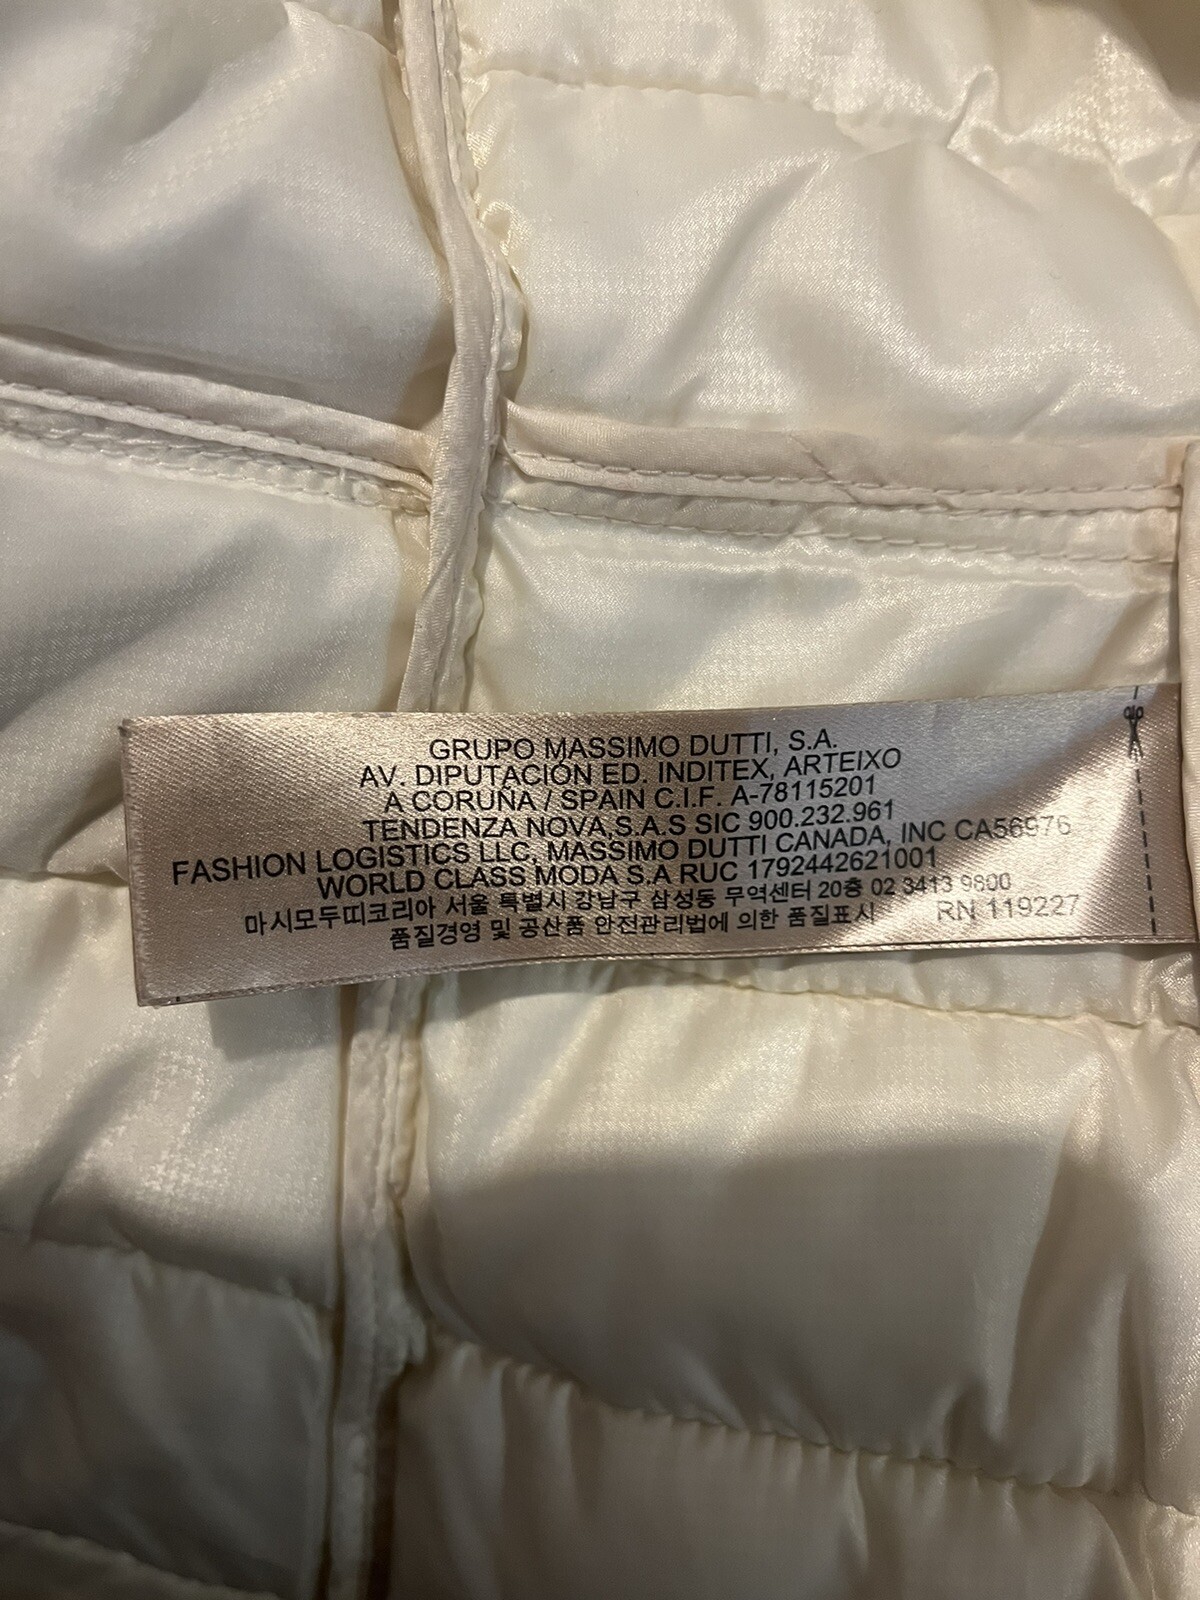 GRUPO MASSIMO DUTTI, S.A.
AV. DIPUTACIÓN ED. INDITEX, ARTEIXO
A CORUÑA / SPAIN C.I.F. A-78115201
TENDENZA NOVA,S.A.S SIC 900.232.961
FASHION LOGISTICS LLC, MASSIMO DUTTI CANADA, INC CA56976
WORLD CLASS MODA S.A RUC 1792442621001
마시모두띠코리아 서울 특별시 강남구 삼성동 무역센터 20층 02 3413 9800
품질경영 및 공산품 안전관리법에 의한 품질표시 RN 119227